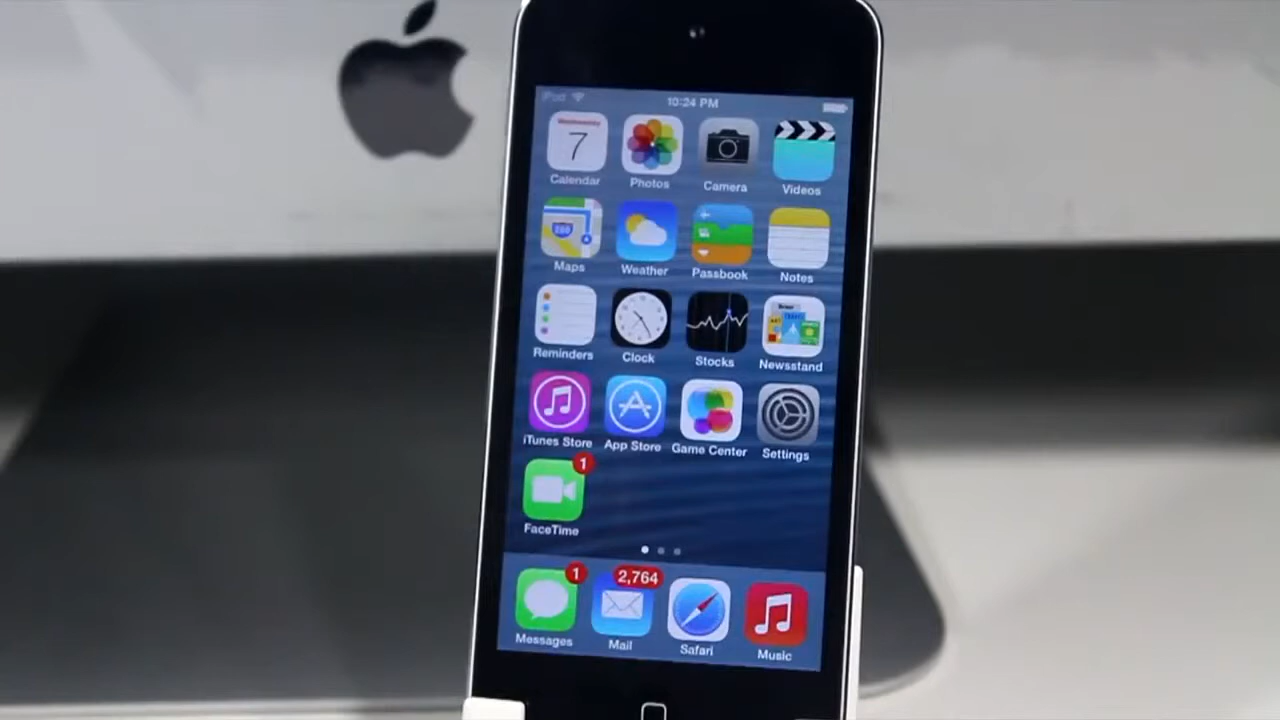 iPod 10:24 PM
Wednesday
7
Calendar Photos Camera Videos
280
Maps Weather Passbook Notes
Reminders Clock Stocks Newsstand
iTunes Store App Store Game Center Settings
1
FaceTime
1 2,764
Messages Mail Safari Music